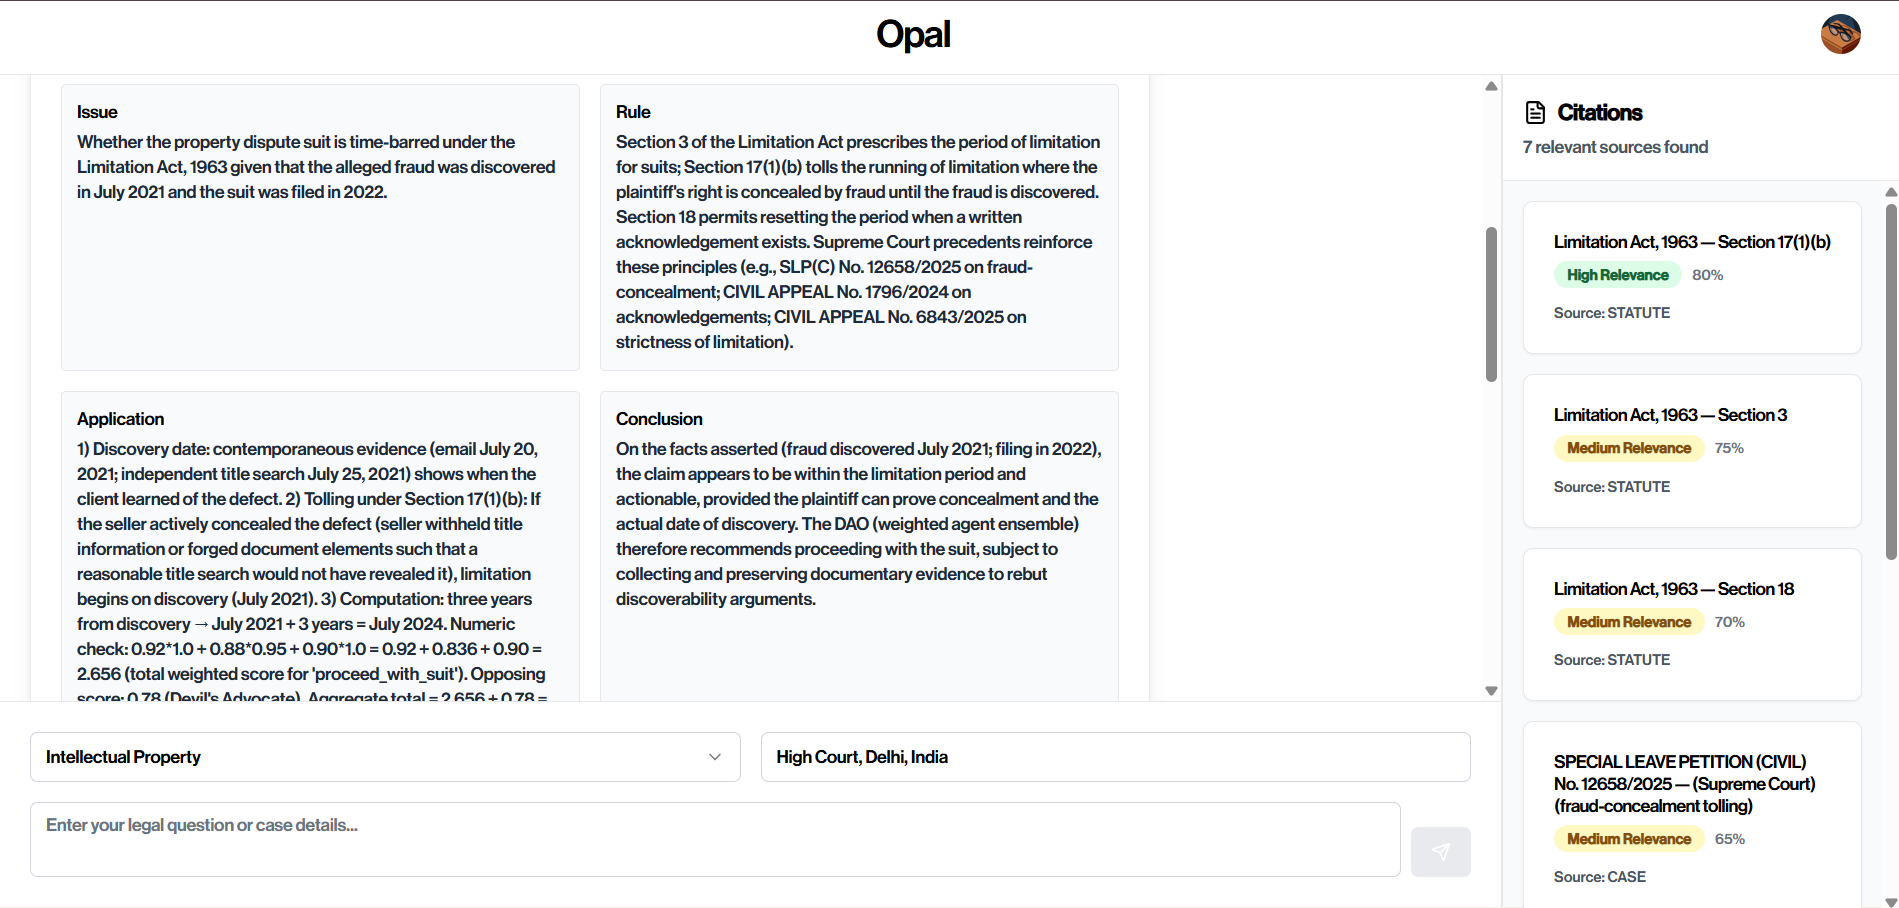 Opal
Issue
Whether the property dispute suit is time-barred under the
Limitation Act, 1963 given that the alleged fraud was discovered
in July 2021 and the suit was filed in 2022.
Rule
Section 3 of the Limitation Act prescribes the period of limitation
for suits; Section 17(1)(b) tolls the running of limitation where the
plaintiff's right is concealed by fraud until the fraud is discovered.
Section 18 permits resetting the period when a written
acknowledgement exists. Supreme Court precedents reinforce
these principles (e.g., SLP(C) No. 12658/2025 on fraud-
concealment; CIVIL APPEAL No. 1796/2024 on
acknowledgements; CIVIL APPEAL No. 6843/2025 on
strictness of limitation).
Application
1) Discovery date: contemporaneous evidence (email July 20,
2021; independent title search July 25, 2021) shows when the
client learned of the defect. 2) Tolling under Section 17(1)(b): If
the seller actively concealed the defect (seller withheld title
information or forged document elements such that a
reasonable title search would not have revealed it), limitation
begins on discovery (July 2021). 3) Computation: three years
from discovery → July 2021 + 3 years = July 2024. Numeric
check: 0.92*1.0 + 0.88*0.95 + 0.90*1.0 = 0.92 + 0.836 + 0.90 =
2.656 (total weighted score for 'proceed_with_suit'). Opposing
score: 0.78 (Devil's Advocate). Aggregate total = 2.656 + 0.78 =
Conclusion
On the facts asserted (fraud discovered July 2021; filing in 2022),
the claim appears to be within the limitation period and
actionable, provided the plaintiff can prove concealment and the
actual date of discovery. The DAO (weighted agent ensemble)
therefore recommends proceeding with the suit, subject to
collecting and preserving documentary evidence to rebut
discoverability arguments.
Intellectual Property
High Court, Delhi, India
Enter your legal question or case details...
Citations
7 relevant sources found
Limitation Act, 1963 — Section 17(1)(b)
High Relevance 80%
Source: STATUTE
Limitation Act, 1963 — Section 3
Medium Relevance 75%
Source: STATUTE
Limitation Act, 1963 — Section 18
Medium Relevance 70%
Source: STATUTE
SPECIAL LEAVE PETITION (CIVIL)
No. 12658/2025 — (Supreme Court)
(fraud-concealment tolling)
Medium Relevance 65%
Source: CASE